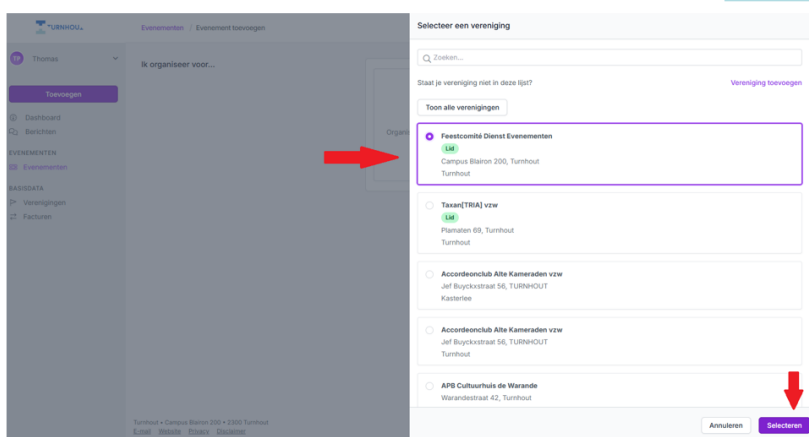 TURNHOUT
Evenementen / Evenement toevoegen
TP Thomas
Toevoegen
Dashboard
Berichten
EVENEMENTEN
Evenementen
BASISDATA
Verenigingen
Facturen
Ik organiseer voor...
Turnhout • Campus Blairon 200 • 2300 Turnhout
E-mail Website Privacy Disclaimer
Selecteer een vereniging
Zoeken...
Staat je vereniging niet in deze lijst? Vereniging toevoegen
Toon alle verenigingen
Feestcomité Dienst Evenementen
Lid
Campus Blairon 200, Turnhout
Turnhout
Taxan[TRIA] vzw
Lid
Plamalen 69, Turnhout
Turnhout
Accordeonclub Alte Kameraden vzw
Jef Buyckxstraat 56, TURNHOUT
Kasterlee
Accordeonclub Alte Kameraden vzw
Jef Buyckxstraat 56, TURNHOUT
Turnhout
APB Cultuurhuis de Warande
Warandestraat 42, Turnhout
Annuleren Selecteren